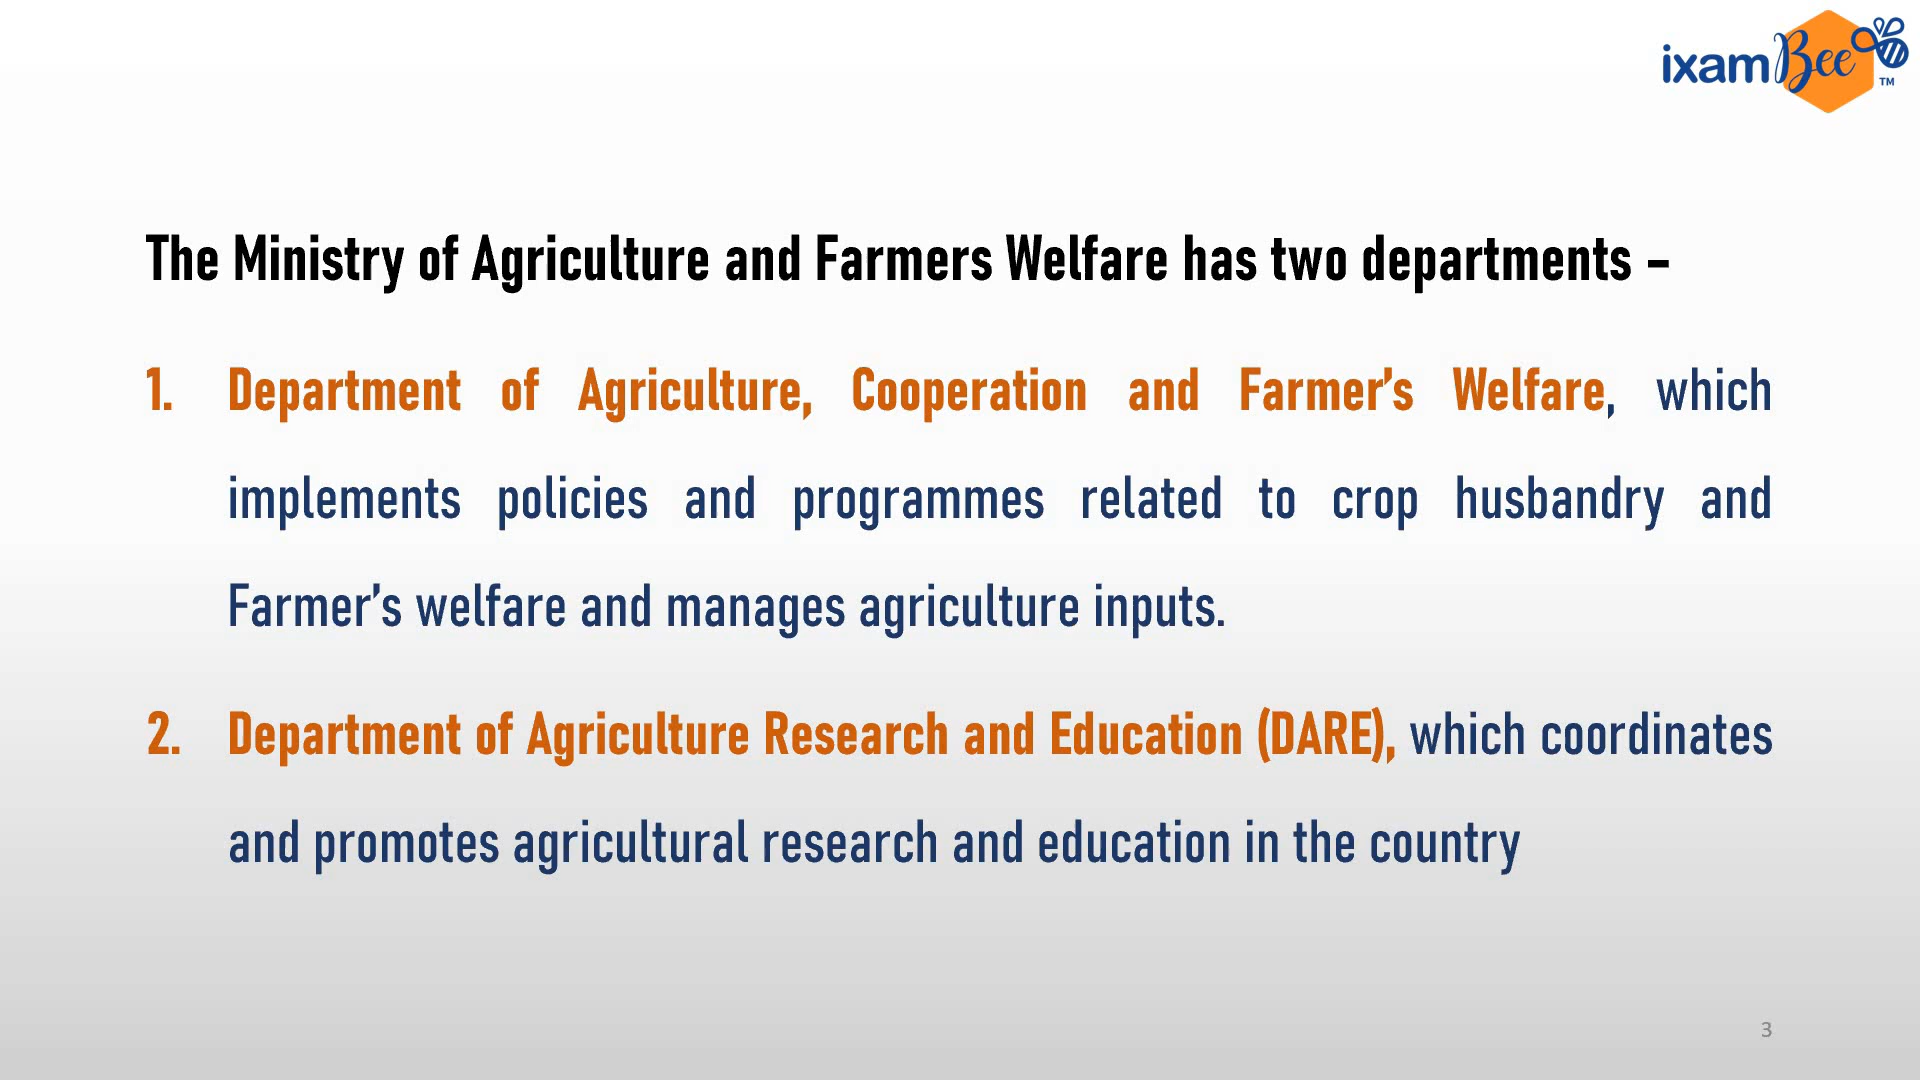 ixamBee™
The Ministry of Agriculture and Farmers Welfare has two departments –
1. Department of Agriculture, Cooperation and Farmer’s Welfare, which
implements policies and programmes related to crop husbandry and
Farmer’s welfare and manages agriculture inputs.
2. Department of Agriculture Research and Education (DARE), which coordinates
and promotes agricultural research and education in the country
3